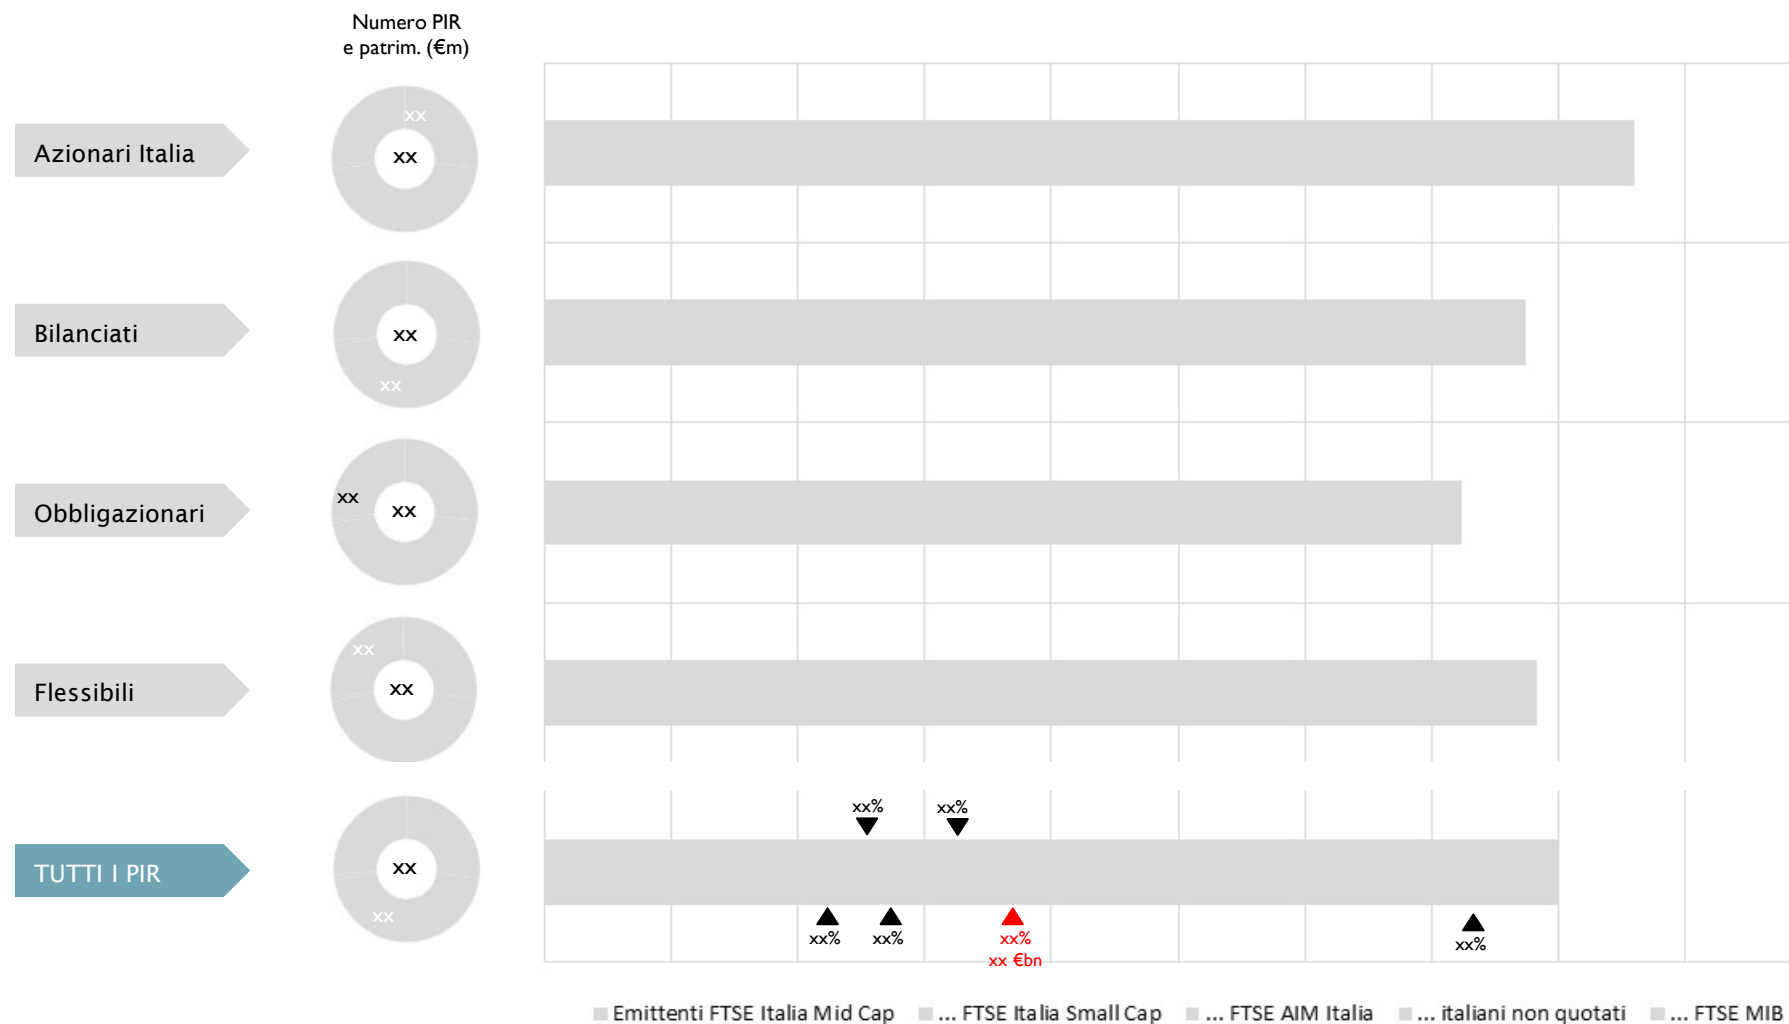 Numero PIR
e patrim. (€m)
Azionari Italia
xx
xx
Bilanciati
xx
xx
Obbligazionari
xx
xx
Flessibili
xx
xx
xx%
xx%
TUTTI I PIR
xx
xx
xx%
xx%
xx%
xx €bn
xx%
Emittenti FTSE Italia Mid Cap
... FTSE Italia Small Cap
... FTSE AIM Italia
... italiani non quotati
... FTSE MIB